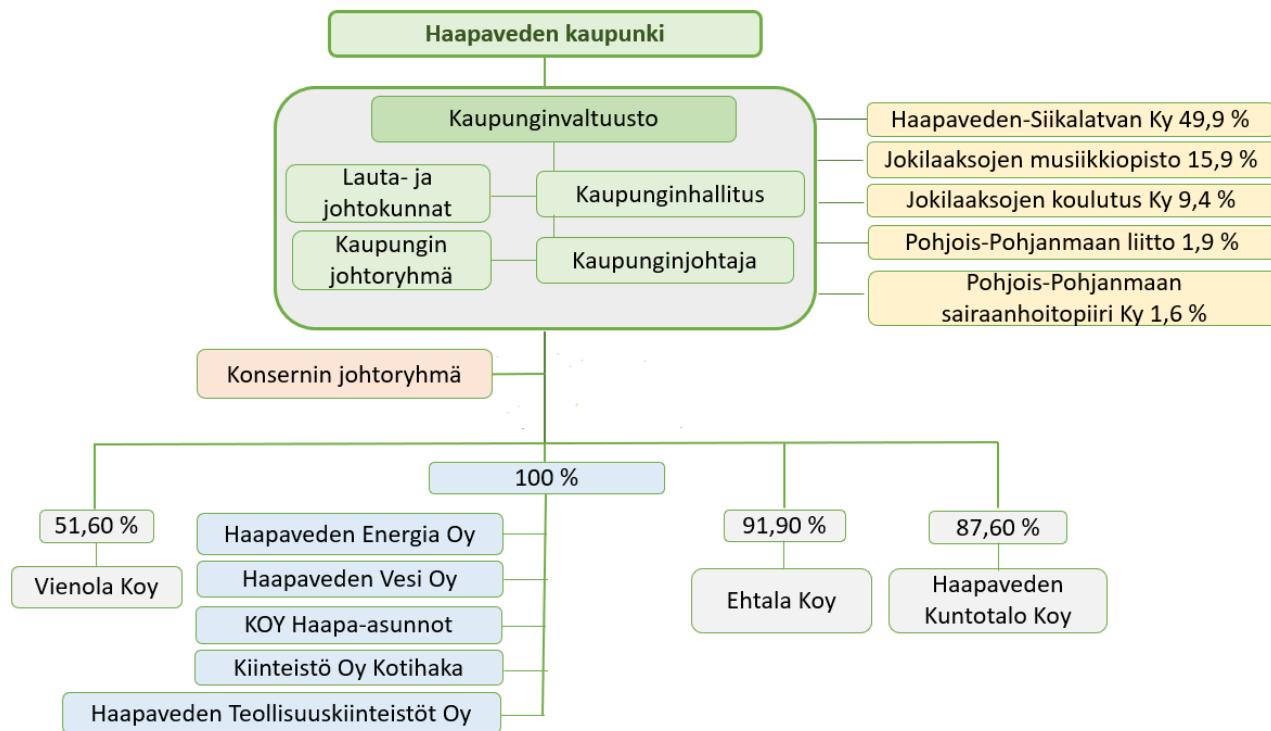 Haapaveden kaupunki
Kaupunginvaltuusto
Lauta- ja
johtokunnat
Kaupunginhallitus
Kaupungin
johtoryhmä
Kaupunginjohtaja
Haapaveden-Siikalatvan Ky 49,9 %
Jokilaaksojen musiikkiopisto 15,9 %
Jokilaaksojen koulutus Ky 9,4 %
Pohjois-Pohjanmaan liitto 1,9 %
Pohjois-Pohjanmaan
sairaanhoitopiiri Ky 1,6 %
Konsernin johtoryhmä
51,60 %
Vienola Koy
100 %
Haapaveden Energia Oy
Haapaveden Vesi Oy
KOY Haapa-asunnot
Kiinteistö Oy Kotihaka
Haapaveden Teollisuuskiinteistöt Oy
91,90 %
Ehtala Koy
87,60 %
Haapaveden
Kuntotalo Koy